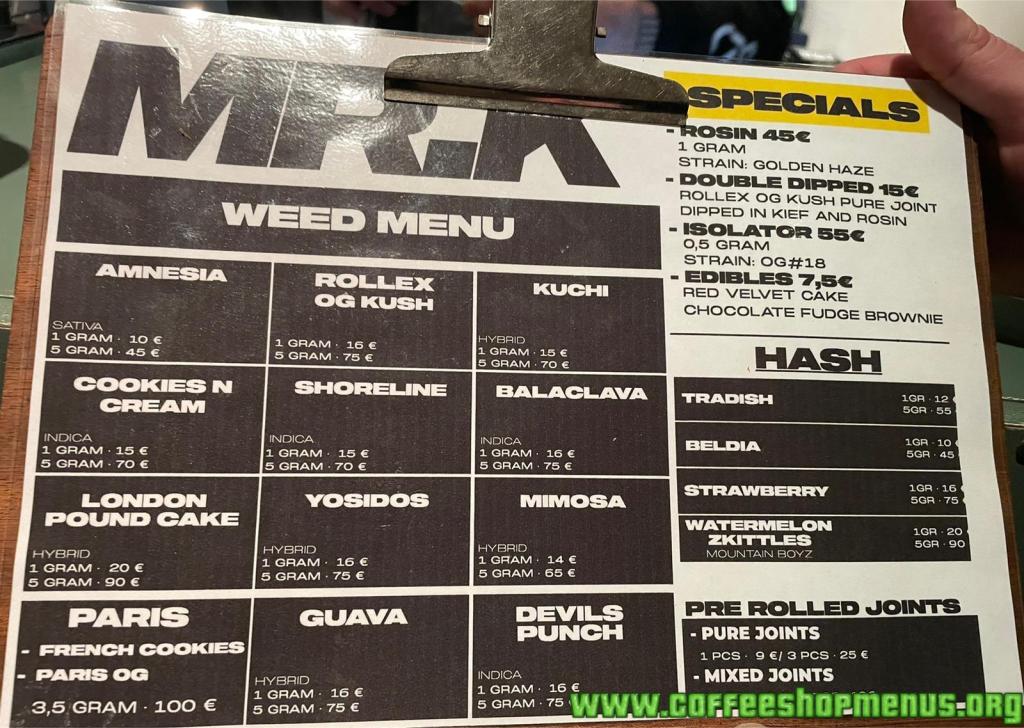 MR.K
WEED MENU
AMNESIA
SATIVA
1 GRAM · 10 €
5 GRAM · 45 €
ROLLEX
OG KUSH
1 GRAM · 16 €
5 GRAM · 75 €
KUCHI
HYBRID
1 GRAM · 15 €
5 GRAM · 70 €
COOKIES N
CREAM
INDICA
1 GRAM · 15 €
5 GRAM · 70 €
SHORELINE
INDICA
1 GRAM · 15 €
5 GRAM · 70 €
BALACLAVA
INDICA
1 GRAM · 16 €
5 GRAM · 75 €
LONDON
POUND CAKE
HYBRID
1 GRAM · 20 €
5 GRAM · 90 €
YOSIDOS
HYBRID
1 GRAM · 16 €
5 GRAM · 75 €
MIMOSA
HYBRID
1 GRAM · 14 €
5 GRAM · 65 €
PARIS
- FRENCH COOKIES
- PARIS OG
3,5 GRAM · 100 €
GUAVA
HYBRID
1 GRAM · 16 €
5 GRAM · 75 €
DEVILS
PUNCH
INDICA
1 GRAM · 16 €
5 GRAM · 75
SPECIALS
- ROSIN 45€
1 GRAM
STRAIN: GOLDEN HAZE
- DOUBLE DIPPED 15€
ROLLEX OG KUSH PURE JOINT
DIPPED IN KIEF AND ROSIN
- ISOLATOR 55€
0,5 GRAM
STRAIN: OG#18
- EDIBLES 7,5€
RED VELVET CAKE
CHOCOLATE FUDGE BROWNIE
HASH
TRADISH
1GR · 12
5GR · 55
BELDIA
1GR · 10
5GR · 45
STRAWBERRY
1GR · 16
5GR · 75
WATERMELON
ZKITTLES
MOUNTAIN BOYZ
1GR · 20
5GR · 90
PRE ROLLED JOINTS
- PURE JOINTS
1 PCS · 9 €/ 3 PCS · 25 €
- MIXED JOINTS
www.coffeeshopmenus.org